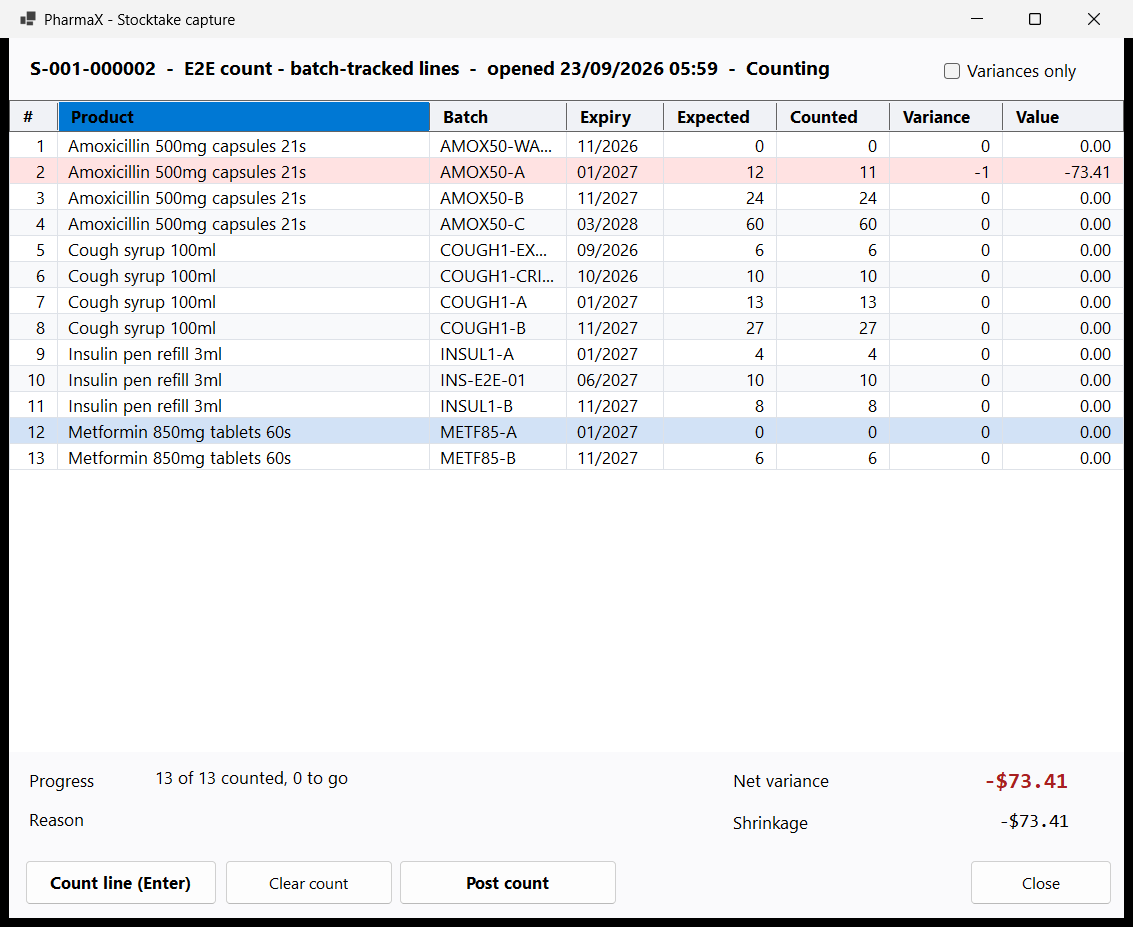 PharmaX - Stocktake capture
S-001-000002 - E2E count - batch-tracked lines - opened 23/09/2026 05:59 - Counting Variances only
# Product Batch Expiry Expected Counted Variance Value
1 Amoxicillin 500mg capsules 21s AMOX50-WA... 11/2026 0 0 0 0.00
2 Amoxicillin 500mg capsules 21s AMOX50-A 01/2027 12 11 -1 -73.41
3 Amoxicillin 500mg capsules 21s AMOX50-B 11/2027 24 24 0 0.00
4 Amoxicillin 500mg capsules 21s AMOX50-C 03/2028 60 60 0 0.00
5 Cough syrup 100ml COUGH1-EX... 09/2026 6 6 0 0.00
6 Cough syrup 100ml COUGH1-CRI... 10/2026 10 10 0 0.00
7 Cough syrup 100ml COUGH1-A 01/2027 13 13 0 0.00
8 Cough syrup 100ml COUGH1-B 11/2027 27 27 0 0.00
9 Insulin pen refill 3ml INSUL1-A 01/2027 4 4 0 0.00
10 Insulin pen refill 3ml INS-E2E-01 06/2027 10 10 0 0.00
11 Insulin pen refill 3ml INSUL1-B 11/2027 8 8 0 0.00
12 Metformin 850mg tablets 60s METF85-A 01/2027 0 0 0 0.00
13 Metformin 850mg tablets 60s METF85-B 11/2027 6 6 0 0.00
Progress 13 of 13 counted, 0 to go Net variance -$73.41
Reason Shrinkage -$73.41
Count line (Enter) Clear count Post count Close